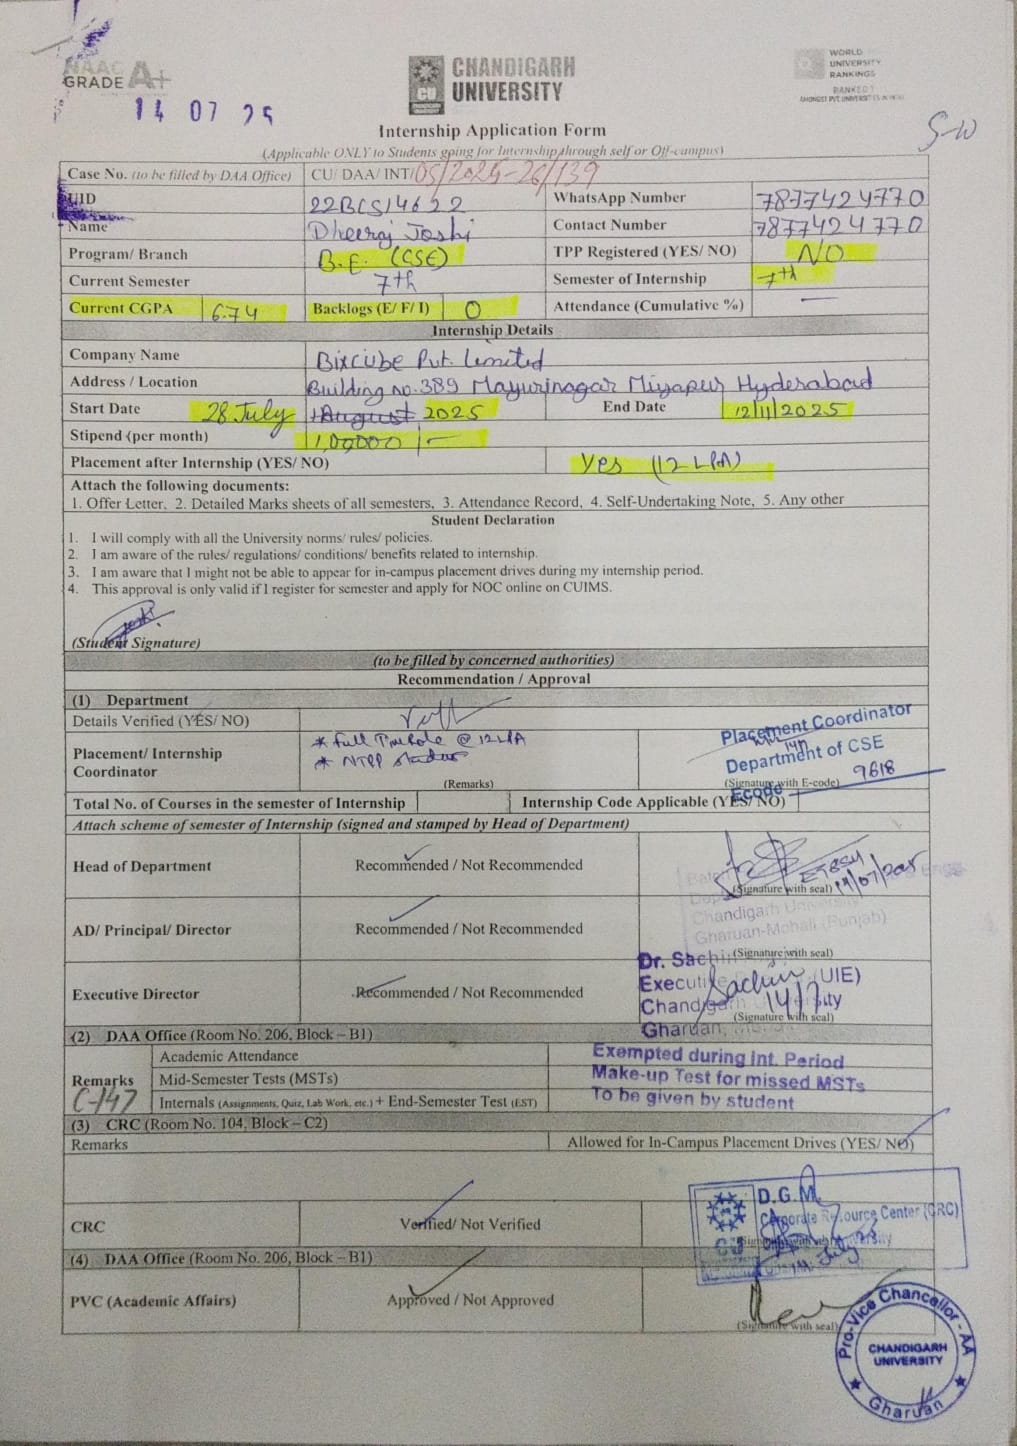 NAAC
GRADE A+
14 07 25
CHANDIGARH
UNIVERSITY
WORLD
UNIVERSITY
RANKINGS
RANKED
AMONGST PVT. UNIVERSITIES IN INDIA
Internship Application Form
(Applicable ONLY to Students going for Internship through self or Off-campus)
Case No. (to be filled by DAA Office) CU/ DAA/ INT/05/2025-26/139
UID 22BCS14622 WhatsApp Number 7877424770
Name Dheeraj Joshi Contact Number 7877424770
Program/ Branch B.E. (CSE) TPP Registered (YES/ NO) NO
Current Semester 7th Semester of Internship 7th
Current CGPA 6.74 Backlogs (E/ F/ I) 0 Attendance (Cumulative %) —
Internship Details
Company Name Bixcube Pvt. Limited
Address / Location Building no. 389 Mayurinagar Miyapur Hyderabad
Start Date 28 July August 2025 End Date 12/11/2025
Stipend (per month) 1,00000/-
Placement after Internship (YES/ NO) Yes (12 LPA)
Attach the following documents:
1. Offer Letter, 2. Detailed Marks sheets of all semesters, 3. Attendance Record, 4. Self-Undertaking Note, 5. Any other
Student Declaration
1. I will comply with all the University norms/ rules/ policies.
2. I am aware of the rules/ regulations/ conditions/ benefits related to internship.
3. I am aware that I might not be able to appear for in-campus placement drives during my internship period.
4. This approval is only valid if I register for semester and apply for NOC online on CUIMS.
(Student Signature)
(to be filled by concerned authorities)
Recommendation / Approval
(1) Department
Details Verified (YES/ NO)
Placement/ Internship
Coordinator
* Full Time Role @ 12LPA
* NTPP Student
(Remarks)
Placement Coordinator
Department of CSE
(Signature with E-code)
Ecode 9618
Total No. of Courses in the semester of Internship Internship Code Applicable (YES/ NO)
Attach scheme of semester of Internship (signed and stamped by Head of Department)
Head of Department Recommended / Not Recommended
(Signature with seal) 14/07/2025
Chandigarh University
Gharuan-Mohali (Punjab)
AD/ Principal/ Director Recommended / Not Recommended
(Signature with seal)
Dr. Sachin
Executive (UIE)
Chandigarh University
Gharuan,
Executive Director Recommended / Not Recommended
Sachin
14/7
(Signature with seal)
(2) DAA Office (Room No. 206, Block – B1)
Remarks
C-147
Academic Attendance Exempted during Int. Period
Mid-Semester Tests (MSTs) Make-up Test for missed MSTs
Internals (Assignments, Quiz, Lab Work, etc.) + End-Semester Test (EST) To be given by student
(3) CRC (Room No. 104, Block – C2)
Remarks Allowed for In-Campus Placement Drives (YES/ NO)
CRC Verified/ Not Verified
D.G.M.
Corporate Resource Center (CRC)
CU
(4) DAA Office (Room No. 206, Block – B1)
PVC (Academic Affairs) Approved / Not Approved
(Signature with seal)
Pro-Vice Chancellor - AA
CHANDIGARH
UNIVERSITY
Gharuan